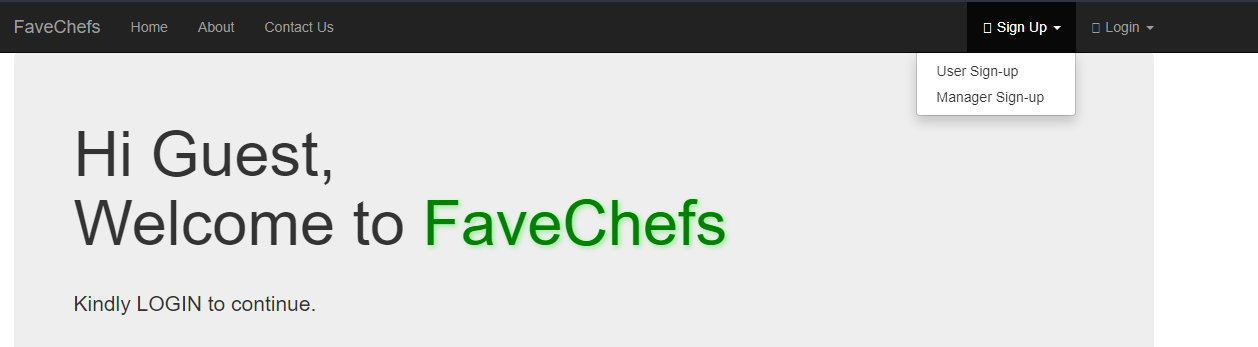 FaveChefs Home About Contact Us Sign Up Login
User Sign-up
Manager Sign-up
Hi Guest,
Welcome to FaveChefs
Kindly LOGIN to continue.